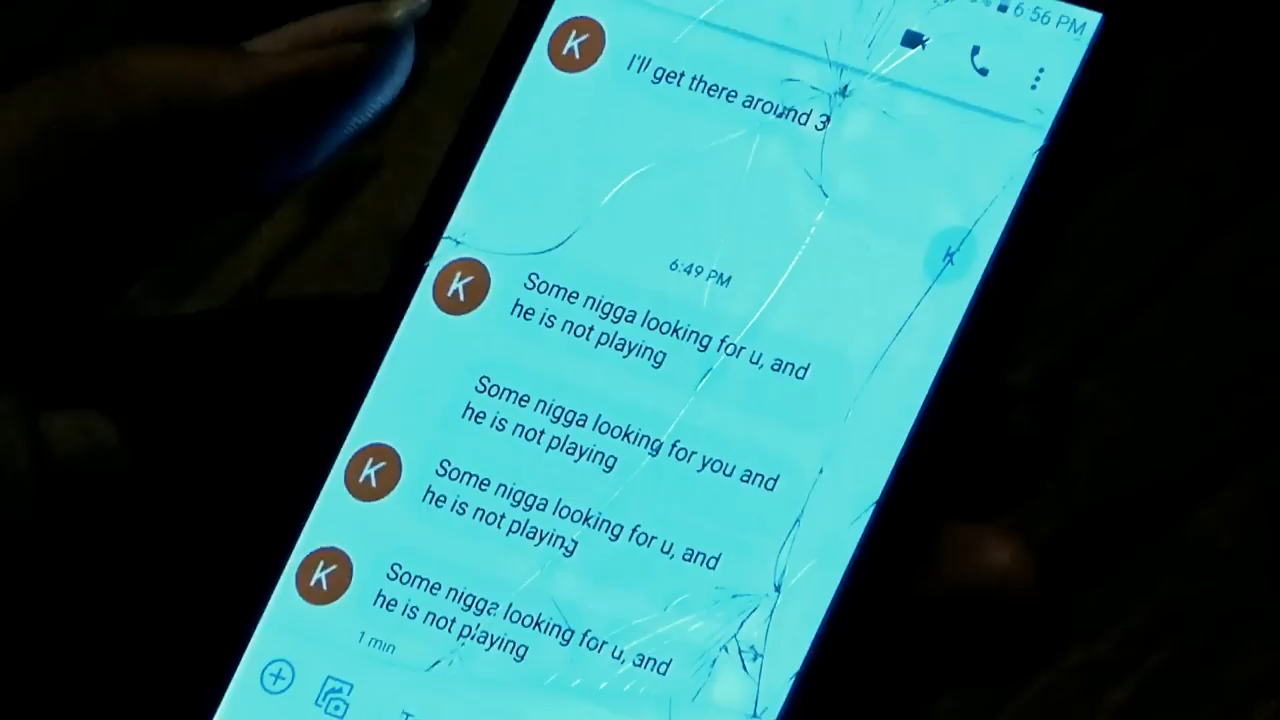 6:56 PM
K
I'll get there around 3
K
6:49 PM
K
Some nigga looking for u, and
he is not playing
Some nigga looking for you and
he is not playing
K
Some nigga looking for u, and
he is not playing
K
Some nigga looking for u, and
he is not playing
1 min